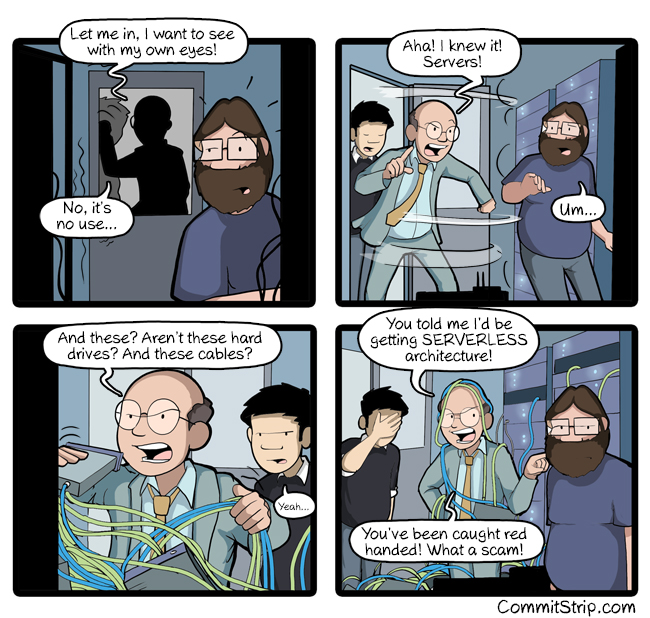 Let me in, I want to see
with my own eyes!
No, it's
no use...
Aha! I knew it!
Servers!
Um...
And these? Aren't these hard
drives? And these cables?
Yeah...
You told me I'd be
getting SERVERLESS
architecture!
You've been caught red
handed! What a scam!
CommitStrip.com